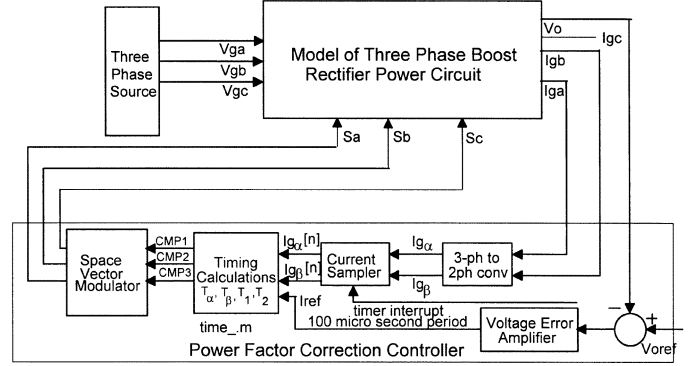 Three
Phase
Source
Vga
Vgb
Vgc
Model of Three Phase Boost
Rectifier Power Circuit
Vo
Igc
Igb
Iga
Sa
Sb
Sc
Space
Vector
Modulator
CMP1
CMP2
CMP3
Timing
Calculations
Tα, Tβ, T1, T2
time_.m
Igα[n]
Igβ[n]
Iref
Current
Sampler
Igα
Igβ
3-ph to
2ph conv
timer interrupt
100 micro second period
Voltage Error
Amplifier
−
+
Voref
Power Factor Correction Controller